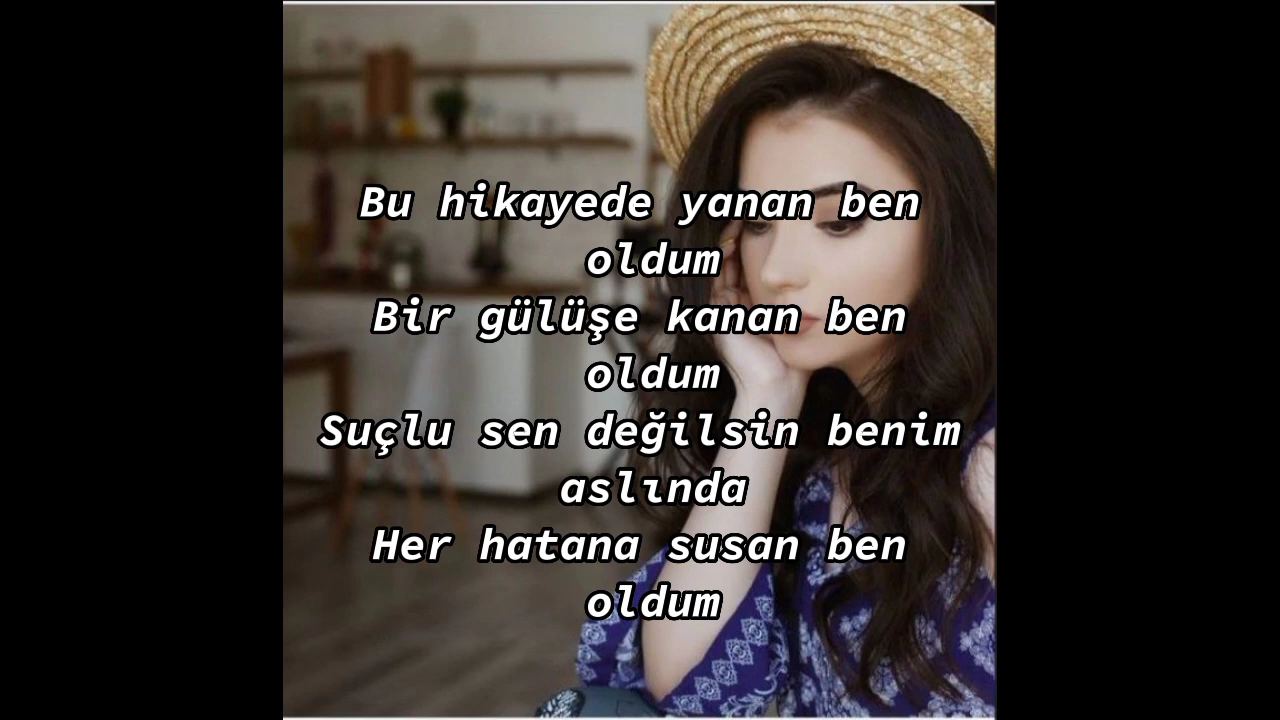 Bu hikayede yanan ben
oldum
Bir gülüşe kanan ben
oldum
Suçlu sen değilsin benim
aslında
Her hatana susan ben
oldum